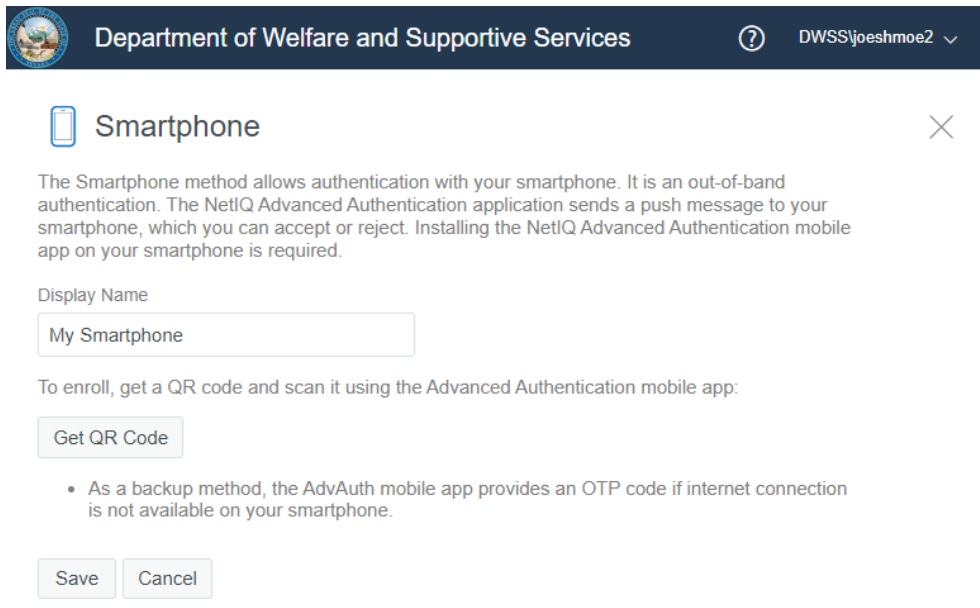 Department of Welfare and Supportive Services
?
DWSS\joeshmoe2
Smartphone
The Smartphone method allows authentication with your smartphone. It is an out-of-band
authentication. The NetIQ Advanced Authentication application sends a push message to your
smartphone, which you can accept or reject. Installing the NetIQ Advanced Authentication mobile
app on your smartphone is required.
Display Name
My Smartphone
To enroll, get a QR code and scan it using the Advanced Authentication mobile app:
Get QR Code
• As a backup method, the AdvAuth mobile app provides an OTP code if internet connection
is not available on your smartphone.
Save
Cancel